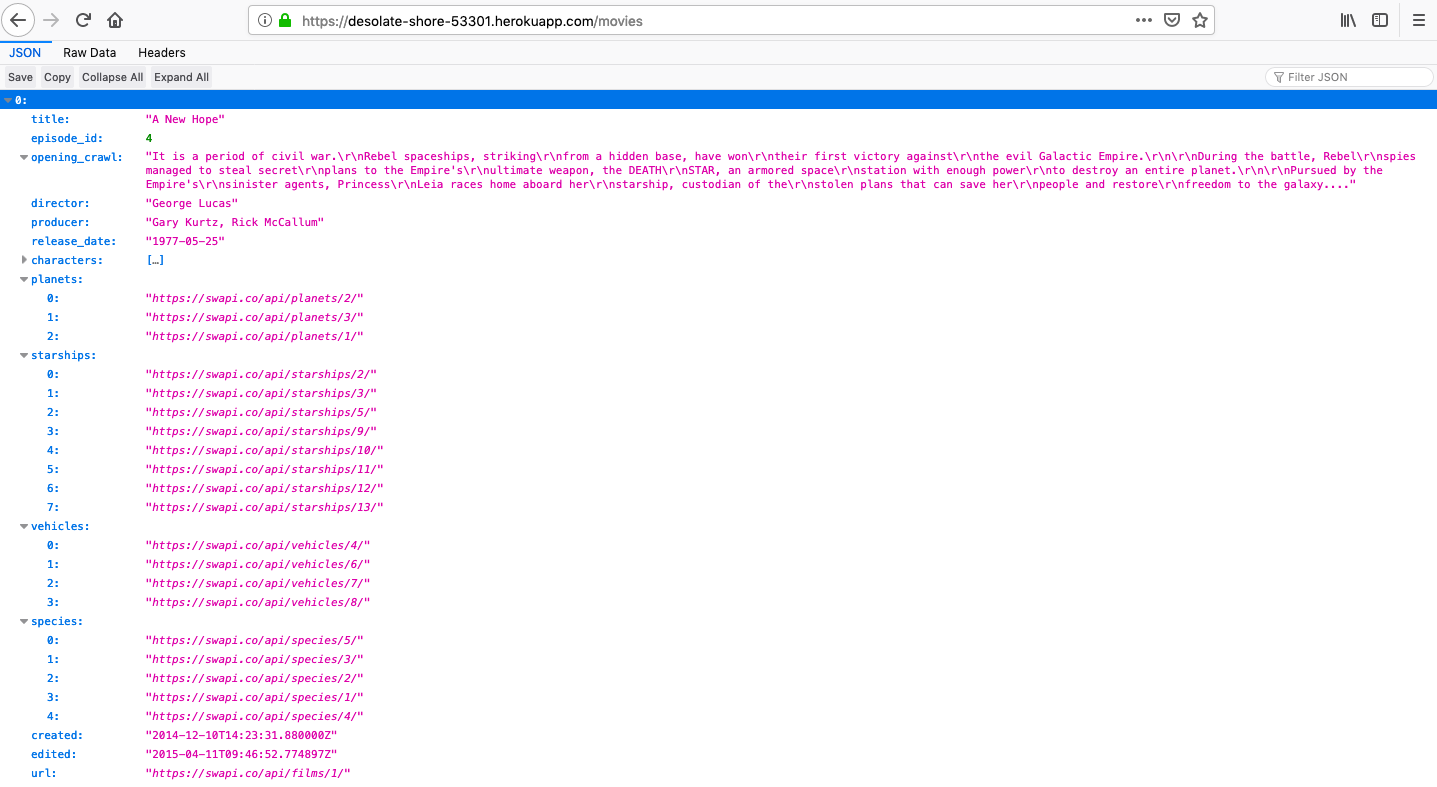 https://desolate-shore-53301.herokuapp.com/movies
JSON Raw Data Headers
Save Copy Collapse All Expand All Filter JSON
0:
title: "A New Hope"
episode_id: 4
opening_crawl: "It is a period of civil war.\r\nRebel spaceships, striking\r\nfrom a hidden base, have won\r\ntheir first victory against\r\nthe evil Galactic Empire.\r\n\r\nDuring the battle, Rebel\r\nspies
managed to steal secret\r\nplans to the Empire's\r\nultimate weapon, the DEATH\r\nSTAR, an armored space\r\nstation with enough power\r\nto destroy an entire planet.\r\n\r\nPursued by the
Empire's\r\nsinister agents, Princess\r\nLeia races home aboard her\r\nstarship, custodian of the\r\nstolen plans that can save her\r\npeople and restore\r\nfreedom to the galaxy...."
director: "George Lucas"
producer: "Gary Kurtz, Rick McCallum"
release_date: "1977-05-25"
characters: […]
planets:
0: "https://swapi.co/api/planets/2/"
1: "https://swapi.co/api/planets/3/"
2: "https://swapi.co/api/planets/1/"
starships:
0: "https://swapi.co/api/starships/2/"
1: "https://swapi.co/api/starships/3/"
2: "https://swapi.co/api/starships/5/"
3: "https://swapi.co/api/starships/9/"
4: "https://swapi.co/api/starships/10/"
5: "https://swapi.co/api/starships/11/"
6: "https://swapi.co/api/starships/12/"
7: "https://swapi.co/api/starships/13/"
vehicles:
0: "https://swapi.co/api/vehicles/4/"
1: "https://swapi.co/api/vehicles/6/"
2: "https://swapi.co/api/vehicles/7/"
3: "https://swapi.co/api/vehicles/8/"
species:
0: "https://swapi.co/api/species/5/"
1: "https://swapi.co/api/species/3/"
2: "https://swapi.co/api/species/2/"
3: "https://swapi.co/api/species/1/"
4: "https://swapi.co/api/species/4/"
created: "2014-12-10T14:23:31.880000Z"
edited: "2015-04-11T09:46:52.774897Z"
url: "https://swapi.co/api/films/1/"